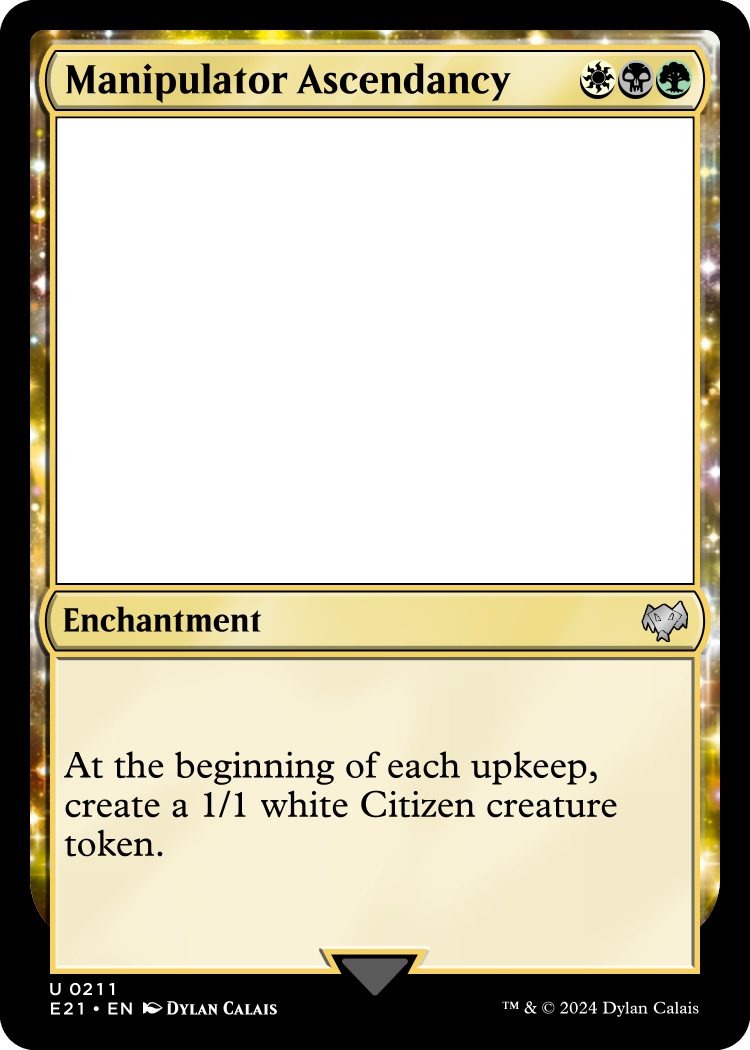 Manipulator Ascendancy
Enchantment
At the beginning of each upkeep,
create a 1/1 white Citizen creature
token.
U 0211
E21 • EN Dylan Calais
™ & © 2024 Dylan Calais